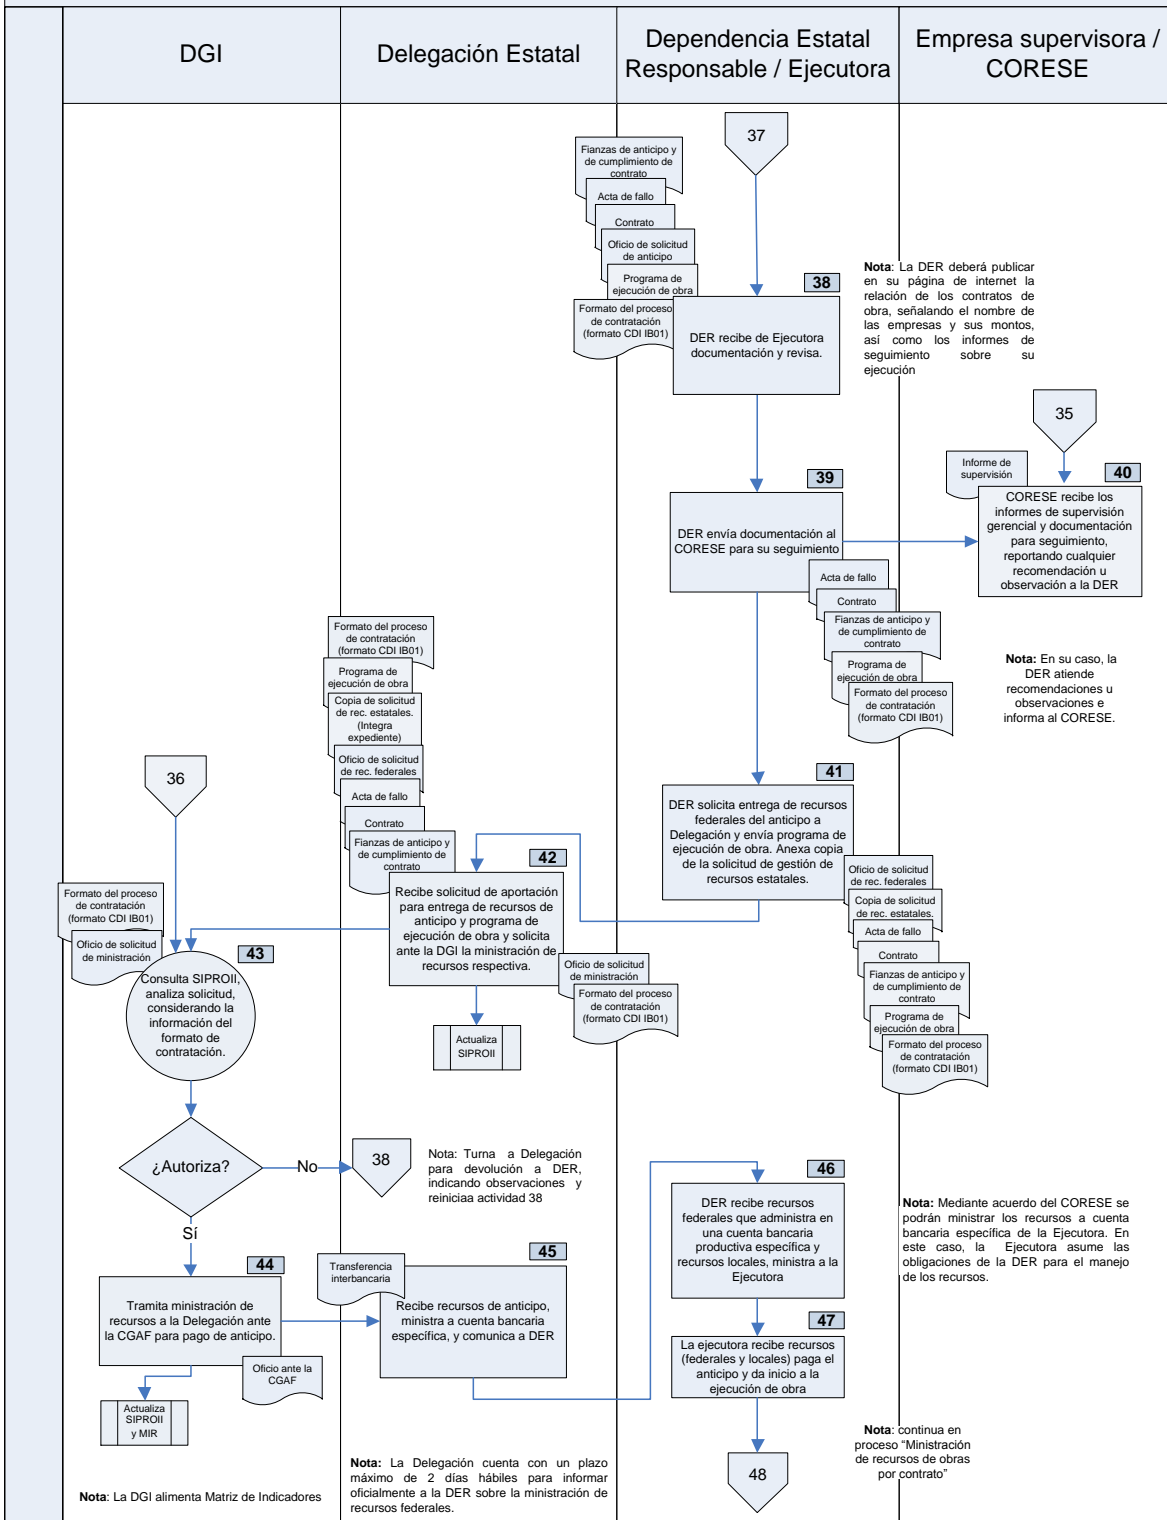 DGI
Delegación Estatal
Dependencia Estatal
Responsable / Ejecutora
Empresa supervisora /
CORESE
37
Fianzas de anticipo y
de cumplimiento de
contrato
Acta de fallo
Contrato
Oficio de solicitud
de anticipo
Programa de
ejecución de obra
Formato del proceso
de contratación
(formato CDI IB01)
38
DER recibe de Ejecutora
documentación y revisa.
Nota: La DER deberá publicar
en su página de internet la
relación de los contratos de
obra, señalando el nombre de
las empresas y sus montos,
así como los informes de
seguimiento sobre su
ejecución
35
Informe de
supervisión
40
CORESE recibe los
informes de supervisión
gerencial y documentación
para seguimiento,
reportando cualquier
recomendación u
observación a la DER
39
DER envía documentación al
CORESE para su seguimiento
Acta de fallo
Contrato
Fianzas de anticipo y
de cumplimiento de
contrato
Programa de
ejecución de obra
Formato del proceso
de contratación
(formato CDI IB01)
Nota: En su caso, la
DER atiende
recomendaciones u
observaciones e
informa al CORESE.
Formato del proceso
de contratación
(formato CDI IB01)
Programa de
ejecución de obra
Copia de solicitud
de rec. estatales.
(Integra
expediente)
Oficio de solicitud
de rec. federales
Acta de fallo
Contrato
Fianzas de anticipo y
de cumplimiento de
contrato
36
41
DER solicita entrega de recursos
federales del anticipo a
Delegación y envía programa de
ejecución de obra. Anexa copia
de la solicitud de gestión de
recursos estatales.
Oficio de solicitud
de rec. federales
Copia de solicitud
de rec. estatales.
Acta de fallo
Contrato
Fianzas de anticipo y
de cumplimiento de
contrato
Programa de
ejecución de obra
Formato del proceso
de contratación
(formato CDI IB01)
42
Recibe solicitud de aportación
para entrega de recursos de
anticipo y programa de
ejecución de obra y solicita
ante la DGI la ministración de
recursos respectiva.
Oficio de solicitud
de ministración
Formato del proceso
de contratación
(formato CDI IB01)
Actualiza
SIPROII
Formato del proceso
de contratación
(formato CDI IB01)
Oficio de solicitud
de ministración
43
Consulta SIPROII,
analiza solicitud,
considerando la
información del
formato de
contratación.
¿Autoriza?
No
38
Nota: Turna a Delegación
para devolución a DER,
indicando observaciones y
reiniciaa actividad 38
Sí
44
Tramita ministración de
recursos a la Delegación ante
la CGAF para pago de anticipo.
Oficio ante la
CGAF
Actualiza
SIPROII
y MIR
Nota: La DGI alimenta Matriz de Indicadores
Transferencia
interbancaria
45
Recibe recursos de anticipo,
ministra a cuenta bancaria
específica, y comunica a DER
Nota: La Delegación cuenta con un plazo
máximo de 2 días hábiles para informar
oficialmente a la DER sobre la ministración de
recursos federales.
46
DER recibe recursos
federales que administra en
una cuenta bancaria
productiva específica y
recursos locales, ministra a la
Ejecutora
Nota: Mediante acuerdo del CORESE se
podrán ministrar los recursos a cuenta
bancaria específica de la Ejecutora. En
este caso, la Ejecutora asume las
obligaciones de la DER para el manejo
de los recursos.
47
La ejecutora recibe recursos
(federales y locales) paga el
anticipo y da inicio a la
ejecución de obra
48
Nota: continua en
proceso “Ministración
de recursos de obras
por contrato”